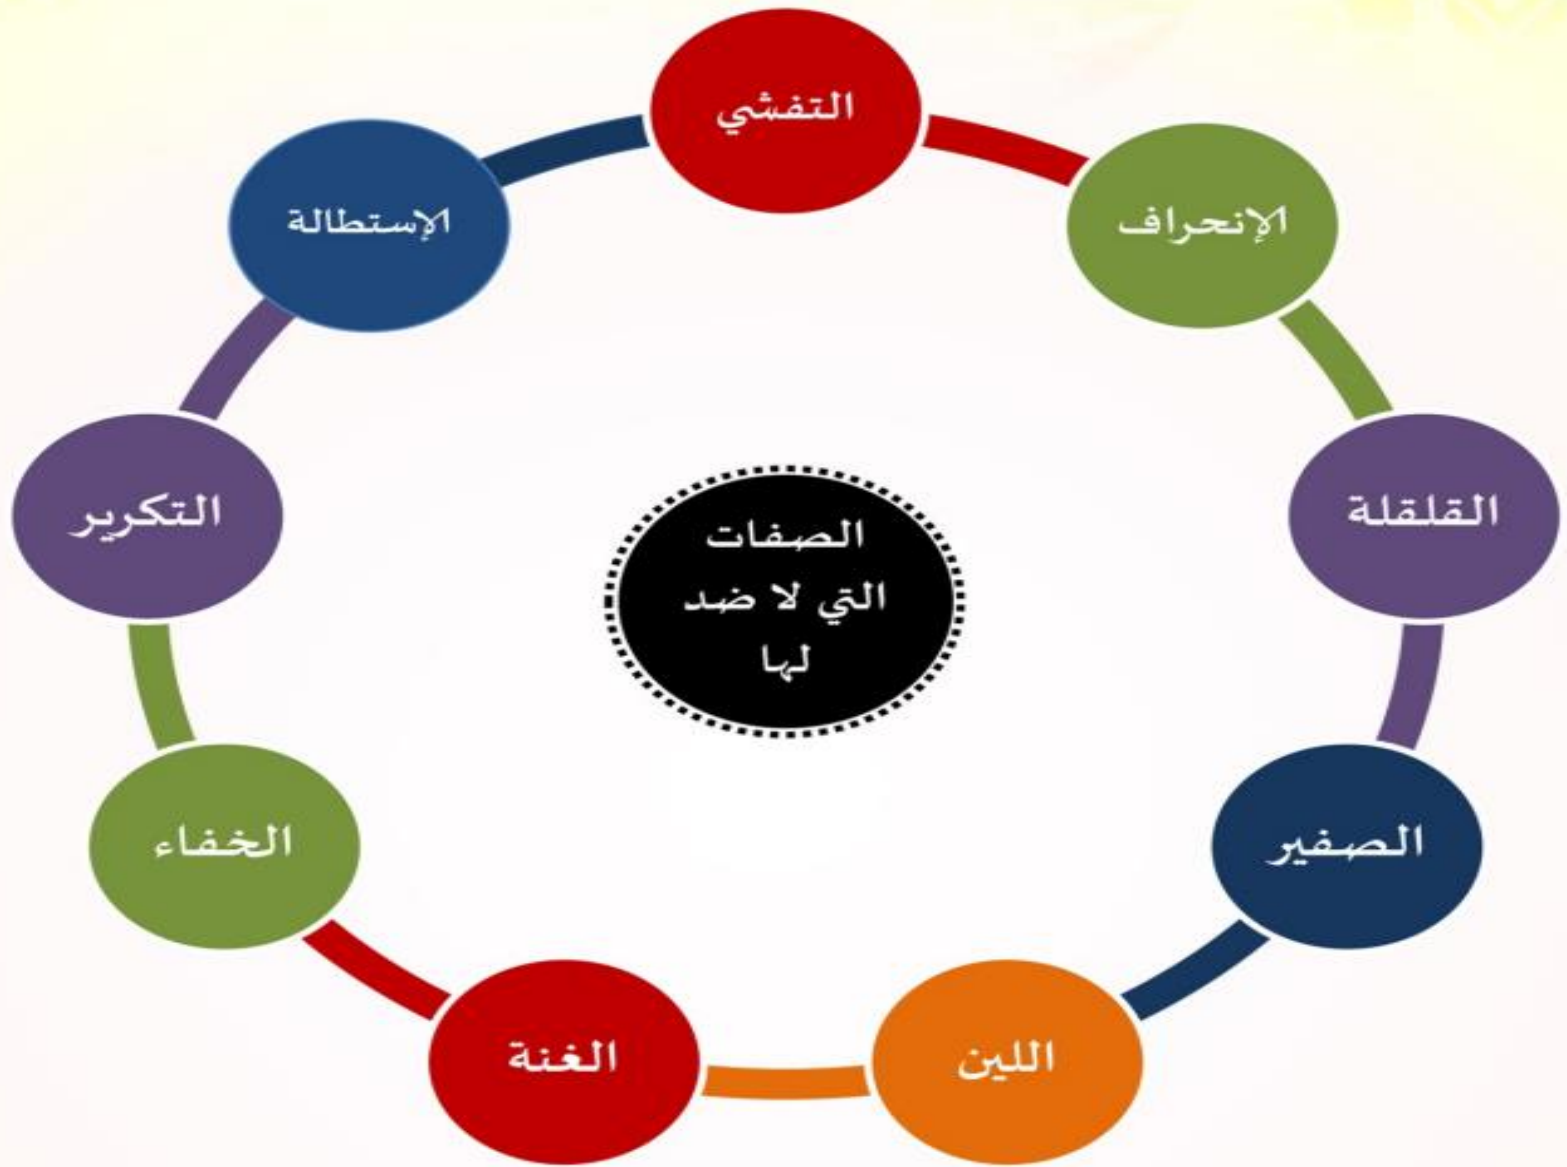 التفشي
الإنحراف
القلقلة
الصفير
اللين
الغنة
الخفاء
التكرير
الإستطالة
الصفات
التي لا ضد
لها